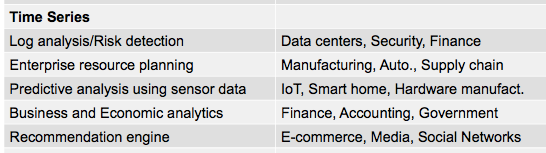 Time Series
Log analysis/Risk detection Data centers, Security, Finance
Enterprise resource planning Manufacturing, Auto., Supply chain
Predictive analysis using sensor data IoT, Smart home, Hardware manufact.
Business and Economic analytics Finance, Accounting, Government
Recommendation engine E-commerce, Media, Social Networks